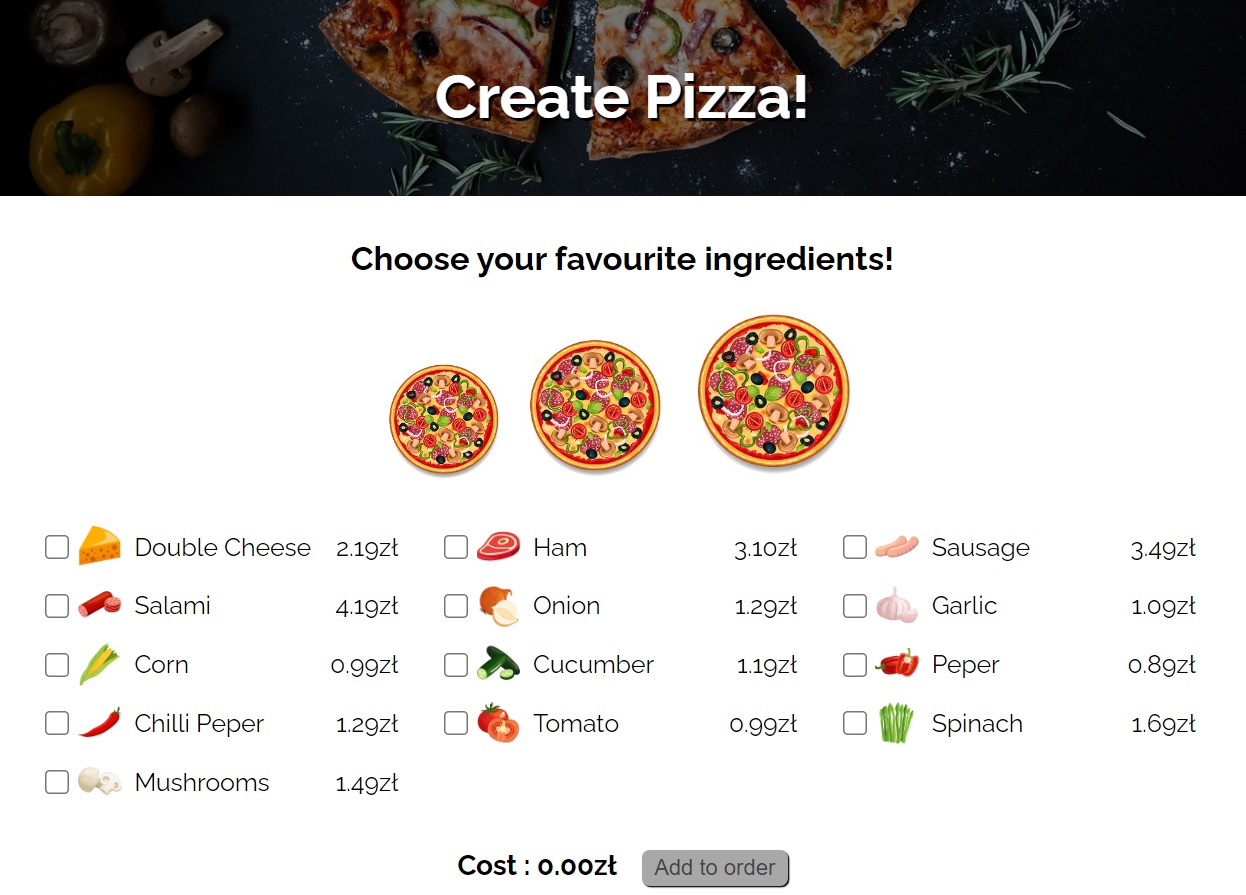 Create Pizza!
Choose your favourite ingredients!
Double Cheese 2.19zł Ham 3.10zł Sausage 3.49zł
Salami 4.19zł Onion 1.29zł Garlic 1.09zł
Corn 0.99zł Cucumber 1.19zł Peper 0.89zł
Chilli Peper 1.29zł Tomato 0.99zł Spinach 1.69zł
Mushrooms 1.49zł
Cost : 0.00zł Add to order